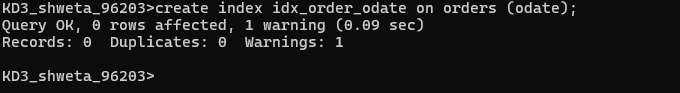 KD3_shweta_96203>create index idx_order_odate on orders (odate);
Query OK, 0 rows affected, 1 warning (0.09 sec)
Records: 0  Duplicates: 0  Warnings: 1
KD3_shweta_96203>